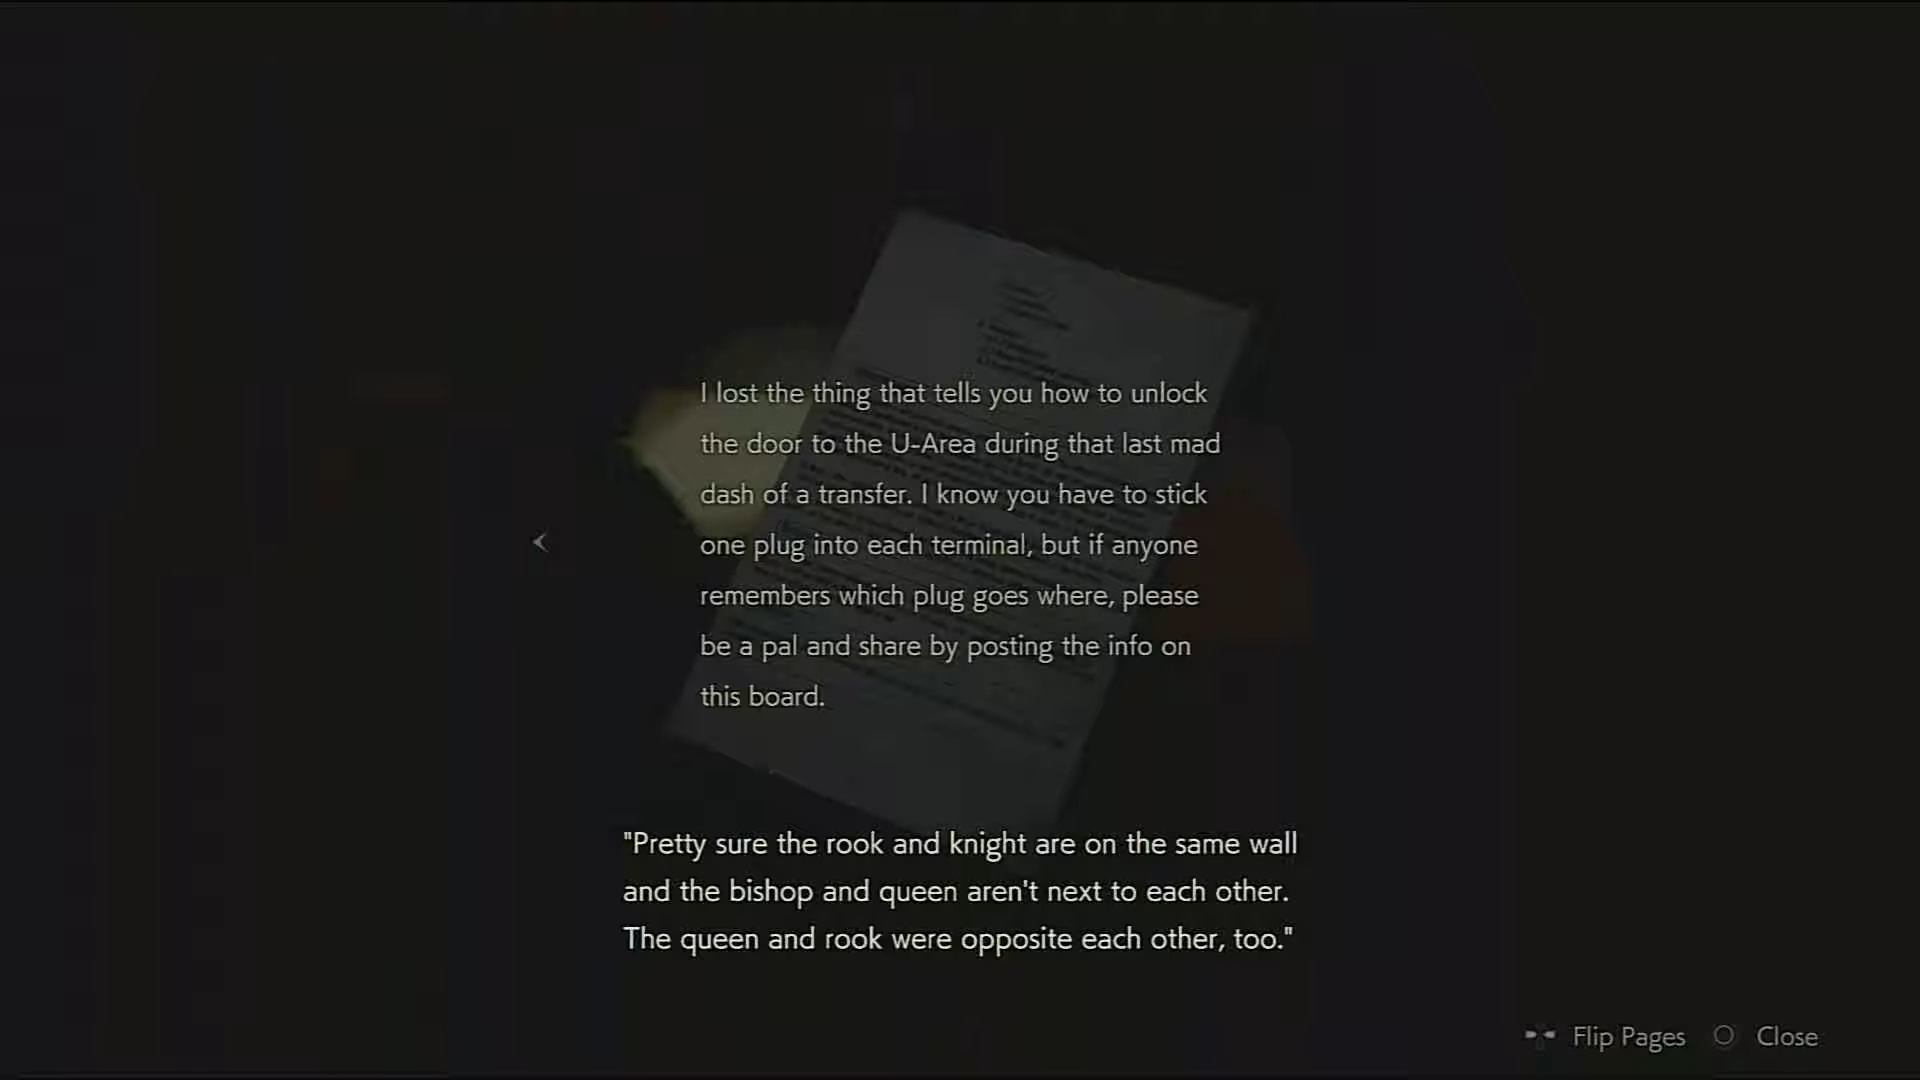 I lost the thing that tells you how to unlock
the door to the U-Area during that last mad
dash of a transfer. I know you have to stick
one plug into each terminal, but if anyone
remembers which plug goes where, please
be a pal and share by posting the info on
this board.
"Pretty sure the rook and knight are on the same wall
and the bishop and queen aren't next to each other.
The queen and rook were opposite each other, too."
Flip Pages Close